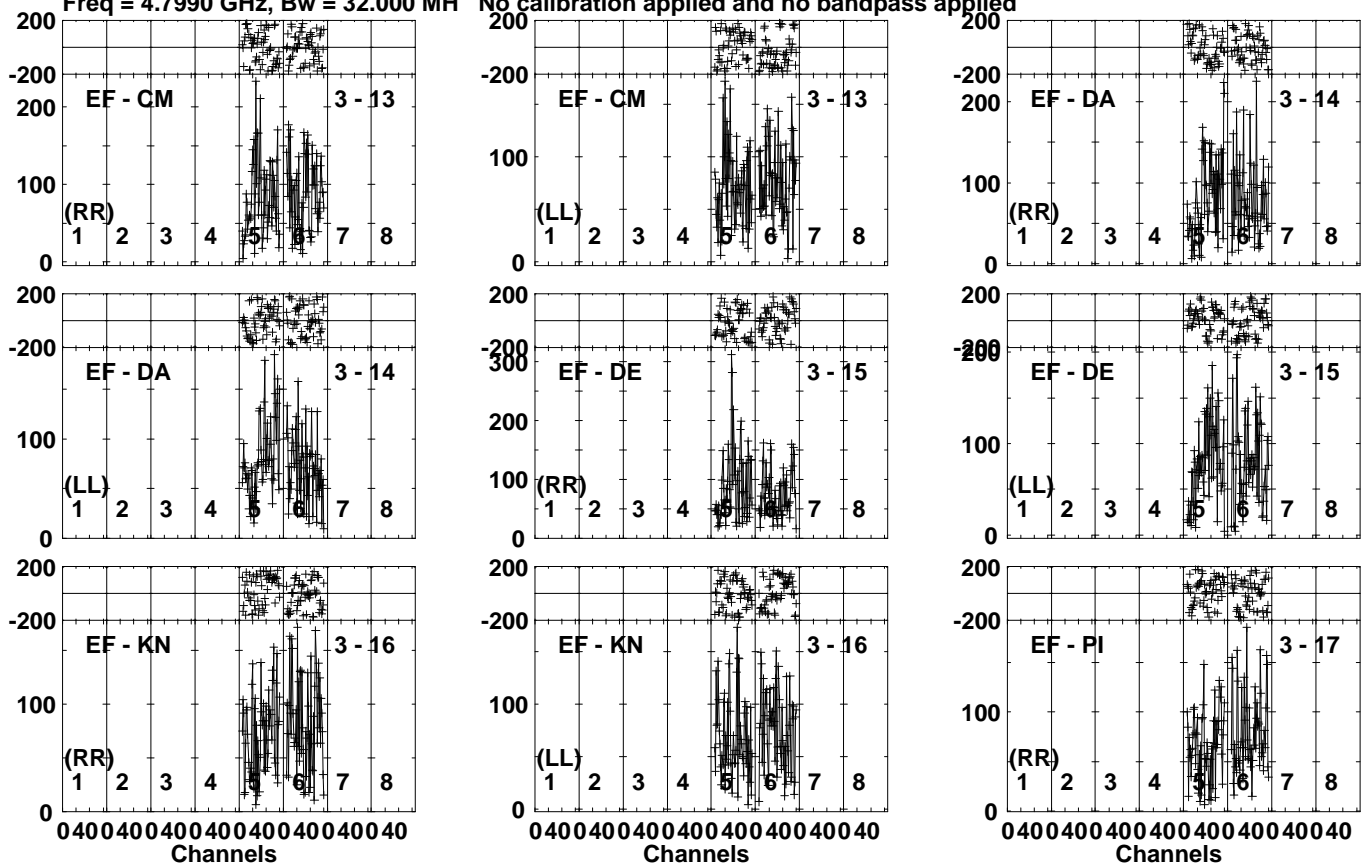 Freq = 4.7990 GHz, Bw = 32.000 MH No calibration applied and no bandpass applied
200 200 200
-200 -200 -200
EF - CM 3 - 13 EF - CM 3 - 13 EF - DA 3 - 14
200 200
100 100 100
(RR) (LL) (RR)
1 2 3 4 5 6 7 8 1 2 3 4 5 6 7 8 1 2 3 4 5 6 7 8
0 0 0
200 200 200
-200 -200 -200
300 200
EF - DA 3 - 14 EF - DE 3 - 15 EF - DE 3 - 15
200
100 100 100
(LL) (RR) (LL)
1 2 3 4 5 6 7 8 1 2 3 4 5 6 7 8 1 2 3 4 5 6 7 8
0 0 0
200 200 200
-200 -200 -200
EF - KN 3 - 16 EF - KN 3 - 16 EF - PI 3 - 17
100 100 100
(RR) (LL) (RR)
1 2 3 4 5 6 7 8 1 2 3 4 5 6 7 8 1 2 3 4 5 6 7 8
0 0 0
0 40 0 40 0 40 0 40 0 40 0 40 0 40 0 40 0 40 0 40 0 40 0 40 0 40 0 40 0 40 0 40 0 40 0 40 0 40 0 40 0 40 0 40 0 40 0 40
Channels Channels Channels